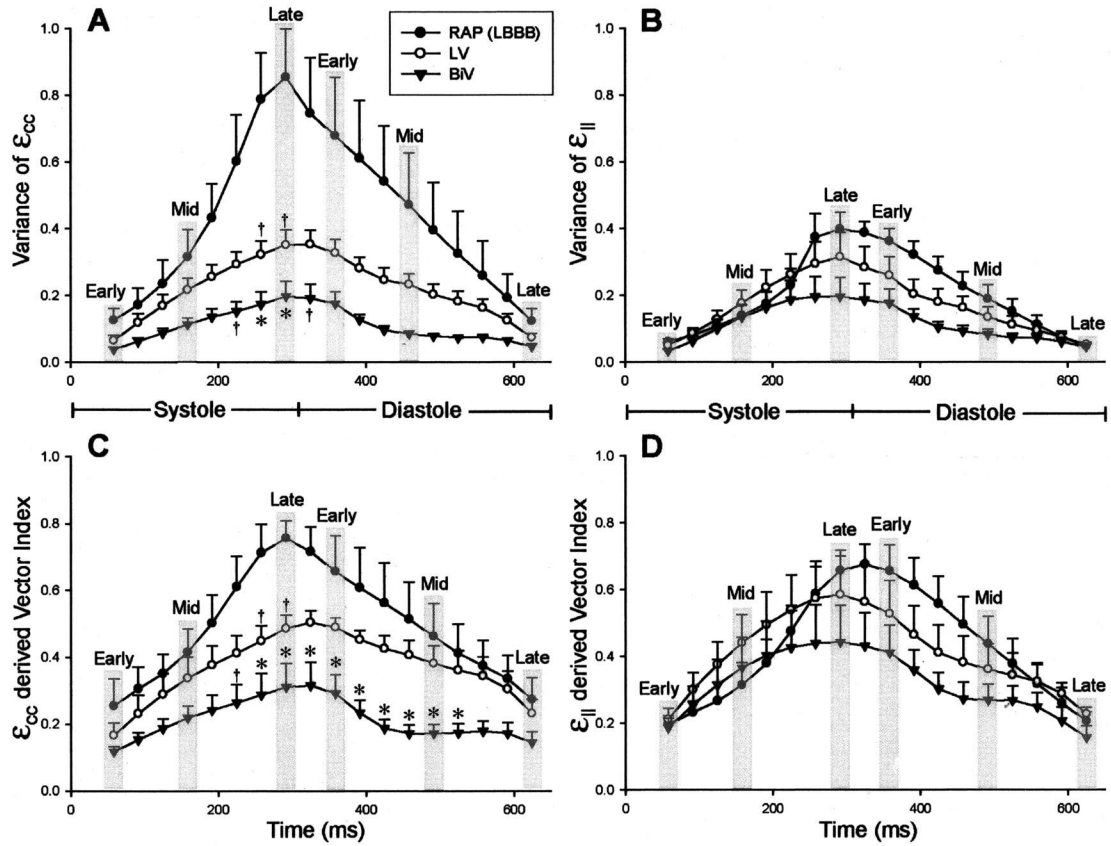 A
B
Late
RAP (LBBB)
LV
BiV
Early
Mid
Mid
Early
Late
† †
† * * †
Variance of εcc
1.0
0.8
0.6
0.4
0.2
0.0
0 200 400 600
Systole Diastole
Late
Early
Mid
Mid
Early
Late
Variance of εll
1.0
0.8
0.6
0.4
0.2
0.0
0 200 400 600
Systole Diastole
C
D
Late
Early
Mid
Mid
Early
Late
† †
† * * * * * * * * *
εcc derived Vector Index
1.0
0.8
0.6
0.4
0.2
0.0
0 200 400 600
Time (ms)
Late
Early
Mid
Mid
Early
Late
εll derived Vector Index
1.0
0.8
0.6
0.4
0.2
0.0
0 200 400 600
Time (ms)